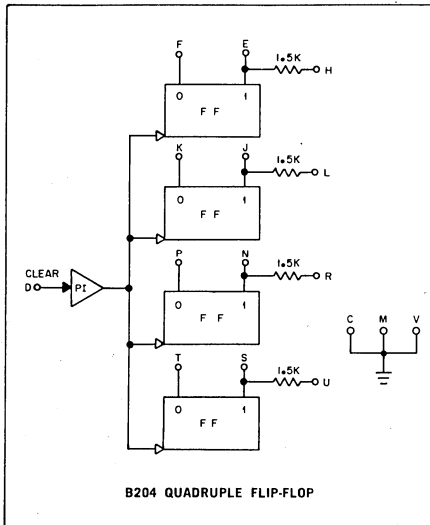 F E
1.5K
H
0 1
F F
K J
1.5K
L
0 1
F F
CLEAR
D PI
P N
1.5K
R
0 1
F F
C M V
T S
1.5K
U
0 1
F F
B204 QUADRUPLE FLIP-FLOP